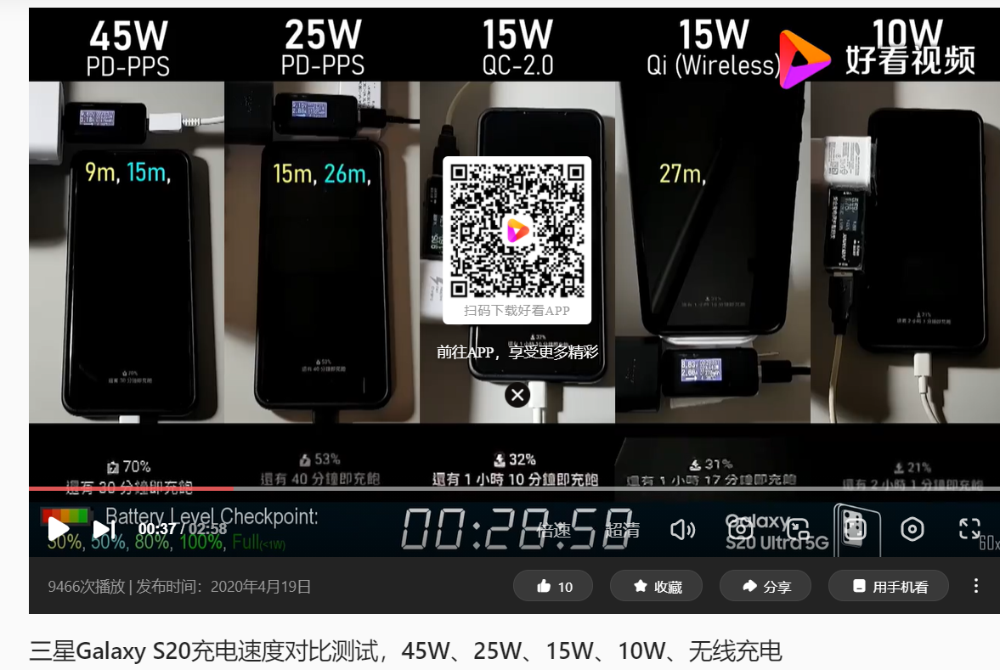 45W
PD-PPS
25W
PD-PPS
15W
QC-2.0
15W
Qi (Wireless)
10W
好看视频
9m, 15m,
15m, 26m,
27m,
扫码下载好看APP
前往APP，享受更多精彩
70%
還有 30 分鐘即充飽
53%
還有 40 分鐘即充飽
32%
還有 1 小時 10 分鐘即充飽
31%
還有 1 小時 17 分鐘即充飽
21%
還有 2 小時 1 分鐘即充飽
Battery Level Checkpoint:
30%, 50%, 80%, 100%, Full(<1W)
00:37 / 02:58
00:28:50
倍速
超清
Galaxy
S20 Ultra 5G
60x
9466次播放 | 发布时间：2020年4月19日
10
收藏
分享
用手机看
三星Galaxy S20充电速度对比测试，45W、25W、15W、10W、无线充电